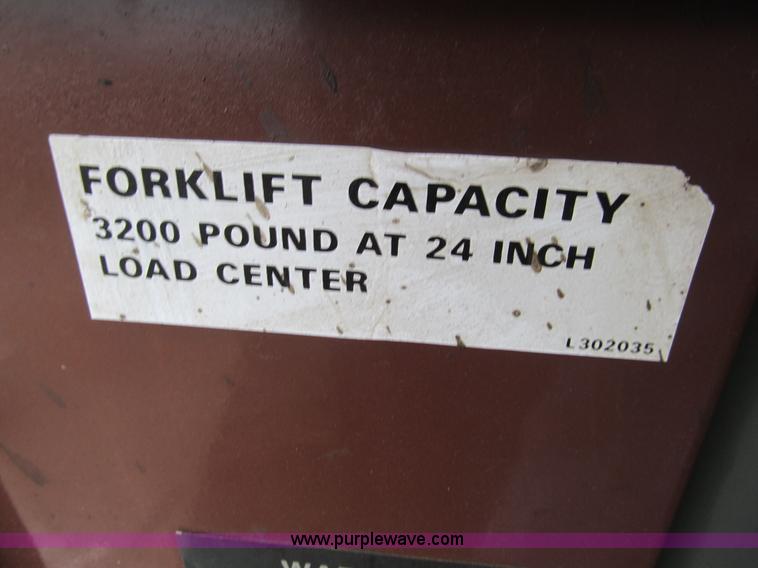 FORKLIFT CAPACITY
3200 POUND AT 24 INCH
LOAD CENTER
L302035
www.purplewave.com